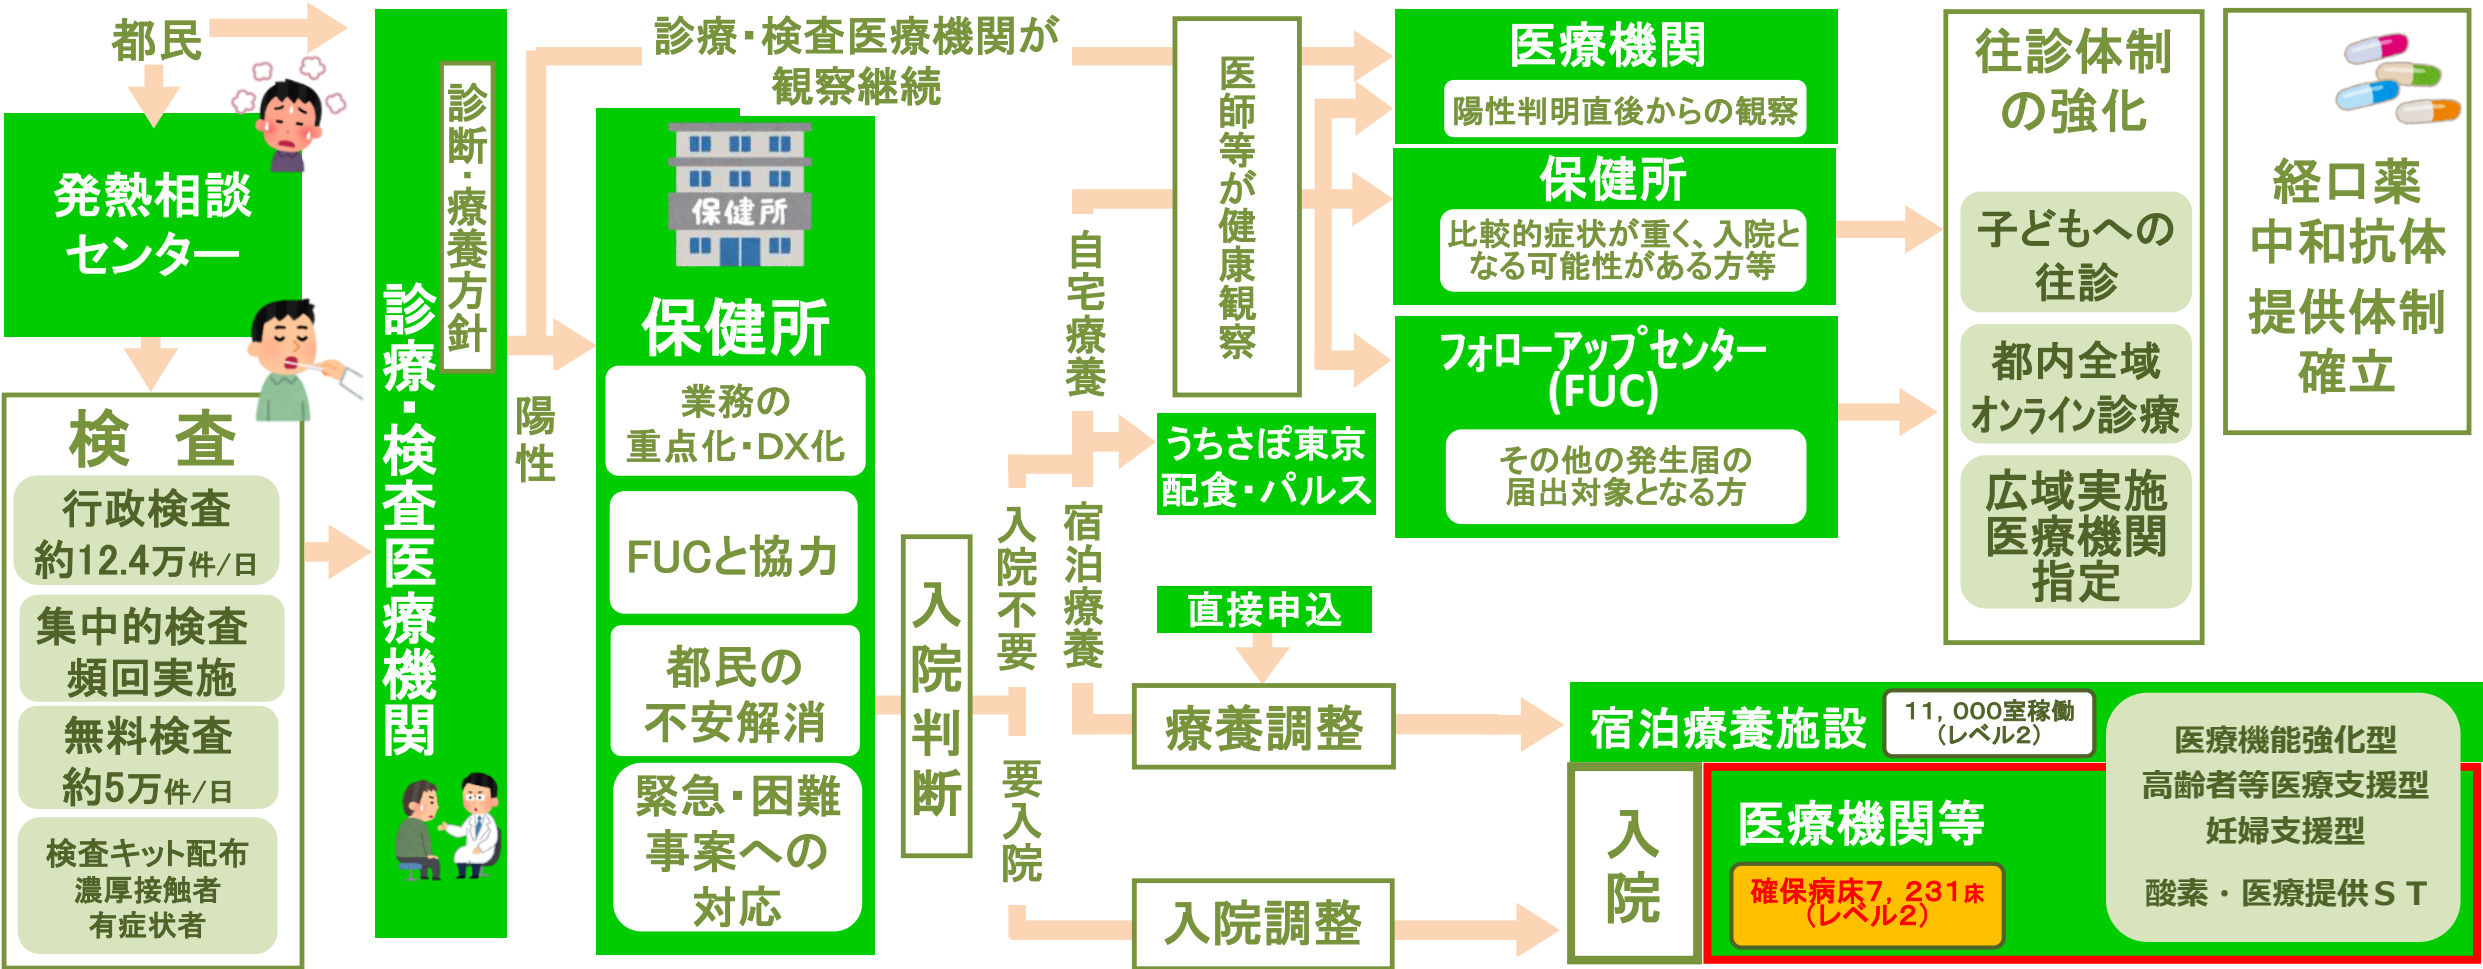 都民
発熱相談
センター
検　査
行政検査
約12.4万件/日
集中的検査
頻回実施
無料検査
約5万件/日
検査キット配布
濃厚接触者
有症状者
診療・検査医療機関
診断・療養方針
陽性
診療・検査医療機関が
観察継続
保健所
保健所
業務の
重点化・DX化
FUCと協力
都民の
不安解消
緊急・困難
事案への
対応
入院判断
入院不要
要入院
自宅療養
宿泊療養
医師等が健康観察
うちさぽ東京
配食・パルス
直接申込
療養調整
入院調整
医療機関
陽性判明直後からの観察
保健所
比較的症状が重く、入院と
なる可能性がある方等
フォローアップセンター
(FUC)
その他の発生届の
届出対象となる方
往診体制
の強化
子どもへの
往診
都内全域
オンライン診療
広域実施
医療機関
指定
経口薬
中和抗体
提供体制
確立
宿泊療養施設
11,000室稼働
(レベル2)
入院
医療機関等
確保病床7,231床
(レベル2)
医療機能強化型
高齢者等医療支援型
妊婦支援型
酸素・医療提供ＳＴ